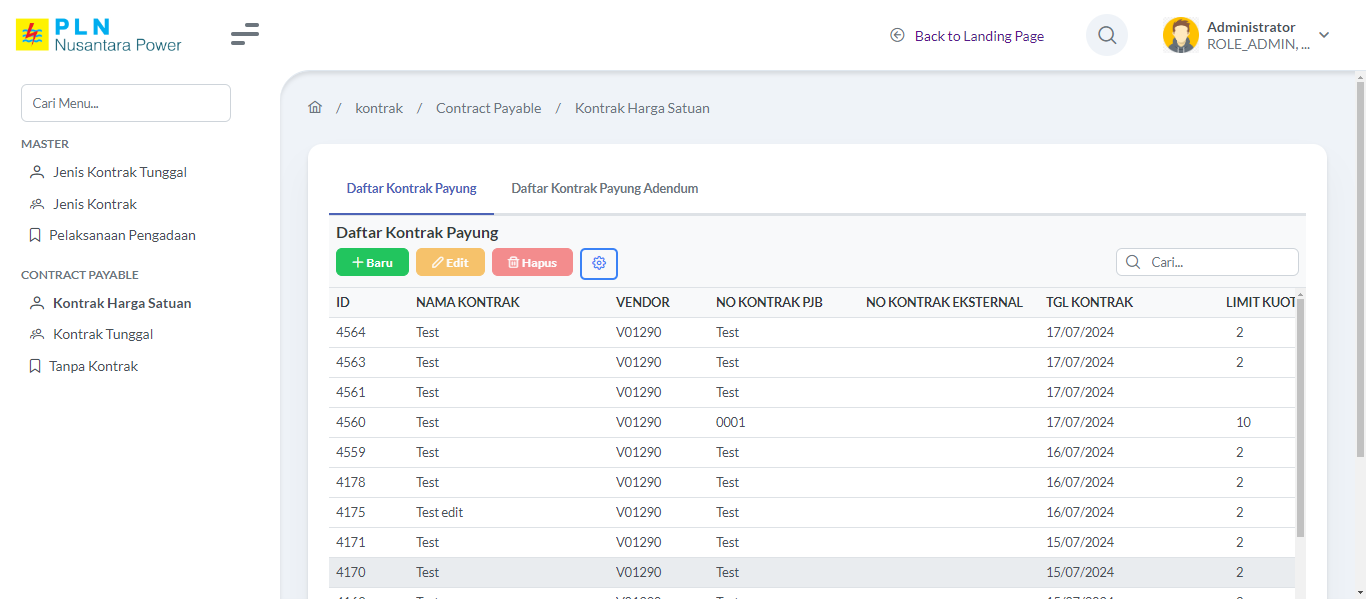 PLN
Nusantara Power
Back to Landing Page
Administrator
ROLE_ADMIN, ...
Cari Menu...
MASTER
Jenis Kontrak Tunggal
Jenis Kontrak
Pelaksanaan Pengadaan
CONTRACT PAYABLE
Kontrak Harga Satuan
Kontrak Tunggal
Tanpa Kontrak
/ kontrak / Contract Payable / Kontrak Harga Satuan
Daftar Kontrak Payung Daftar Kontrak Payung Adendum
Daftar Kontrak Payung
Baru Edit Hapus Cari...
ID NAMA KONTRAK VENDOR NO KONTRAK PJB NO KONTRAK EKSTERNAL TGL KONTRAK LIMIT KUOT
4564 Test V01290 Test 17/07/2024 2
4563 Test V01290 Test 17/07/2024 2
4561 Test V01290 Test 17/07/2024
4560 Test V01290 0001 17/07/2024 10
4559 Test V01290 Test 16/07/2024 2
4178 Test V01290 Test 16/07/2024 2
4175 Test edit V01290 Test 16/07/2024 2
4171 Test V01290 Test 15/07/2024 2
4170 Test V01290 Test 15/07/2024 2